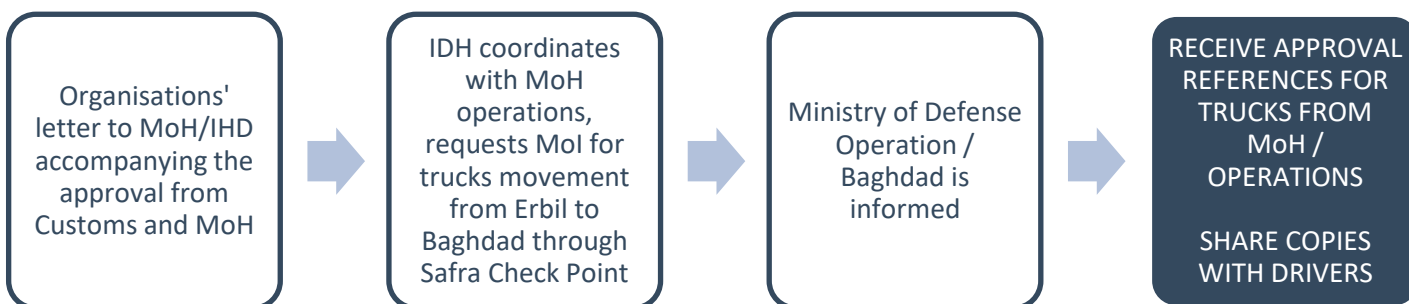 Organisations'
letter to MoH/IHD
accompanying the
approval from
Customs and MoH
IDH coordinates
with MoH
operations,
requests MoI for
trucks movement
from Erbil to
Baghdad through
Safra Check Point
Ministry of Defense
Operation /
Baghdad is
informed
RECEIVE APPROVAL
REFERENCES FOR
TRUCKS FROM
MoH /
OPERATIONS
SHARE COPIES
WITH DRIVERS